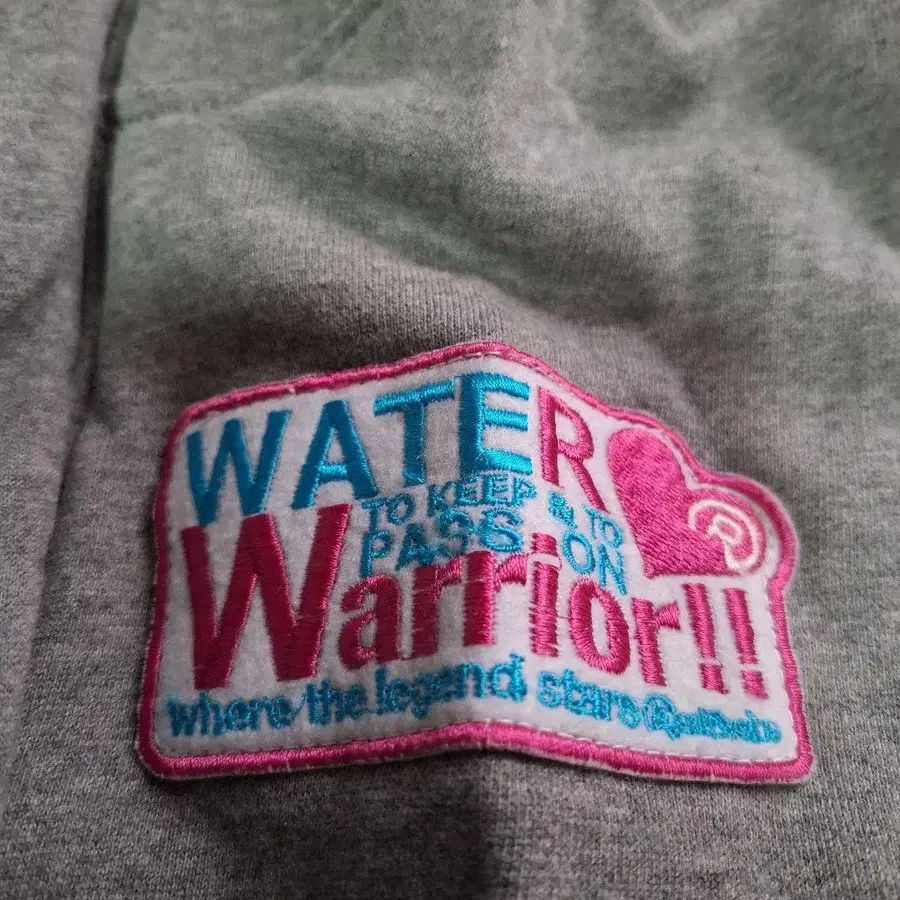 WATER
TO KEEP & TO
PASS ON
Warrior!!
where the legend stars